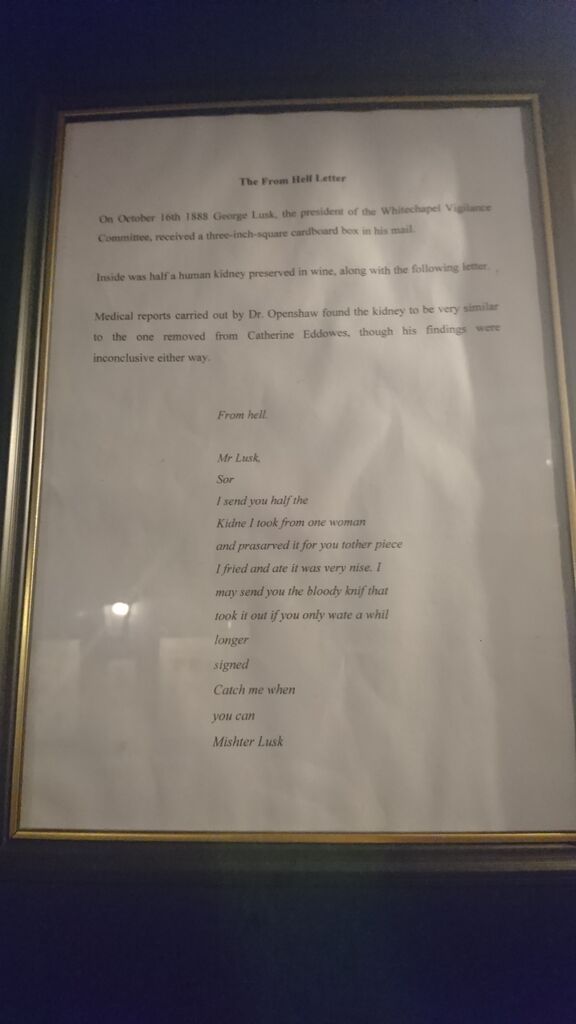 The From Hell Letter
On October 16th 1888 George Lusk, the president of the Whitechapel Vigilance
Committee, received a three-inch-square cardboard box in his mail.
Inside was half a human kidney preserved in wine, along with the following letter.
Medical reports carried out by Dr. Openshaw found the kidney to be very similar
to the one removed from Catherine Eddowes, though his findings were
inconclusive either way.
From hell.
Mr Lusk,
Sor
I send you half the
Kidne I took from one woman
and prasarved it for you tother piece
I fried and ate it was very nise. I
may send you the bloody knif that
took it out if you only wate a whil
longer
signed
Catch me when
you can
Mishter Lusk